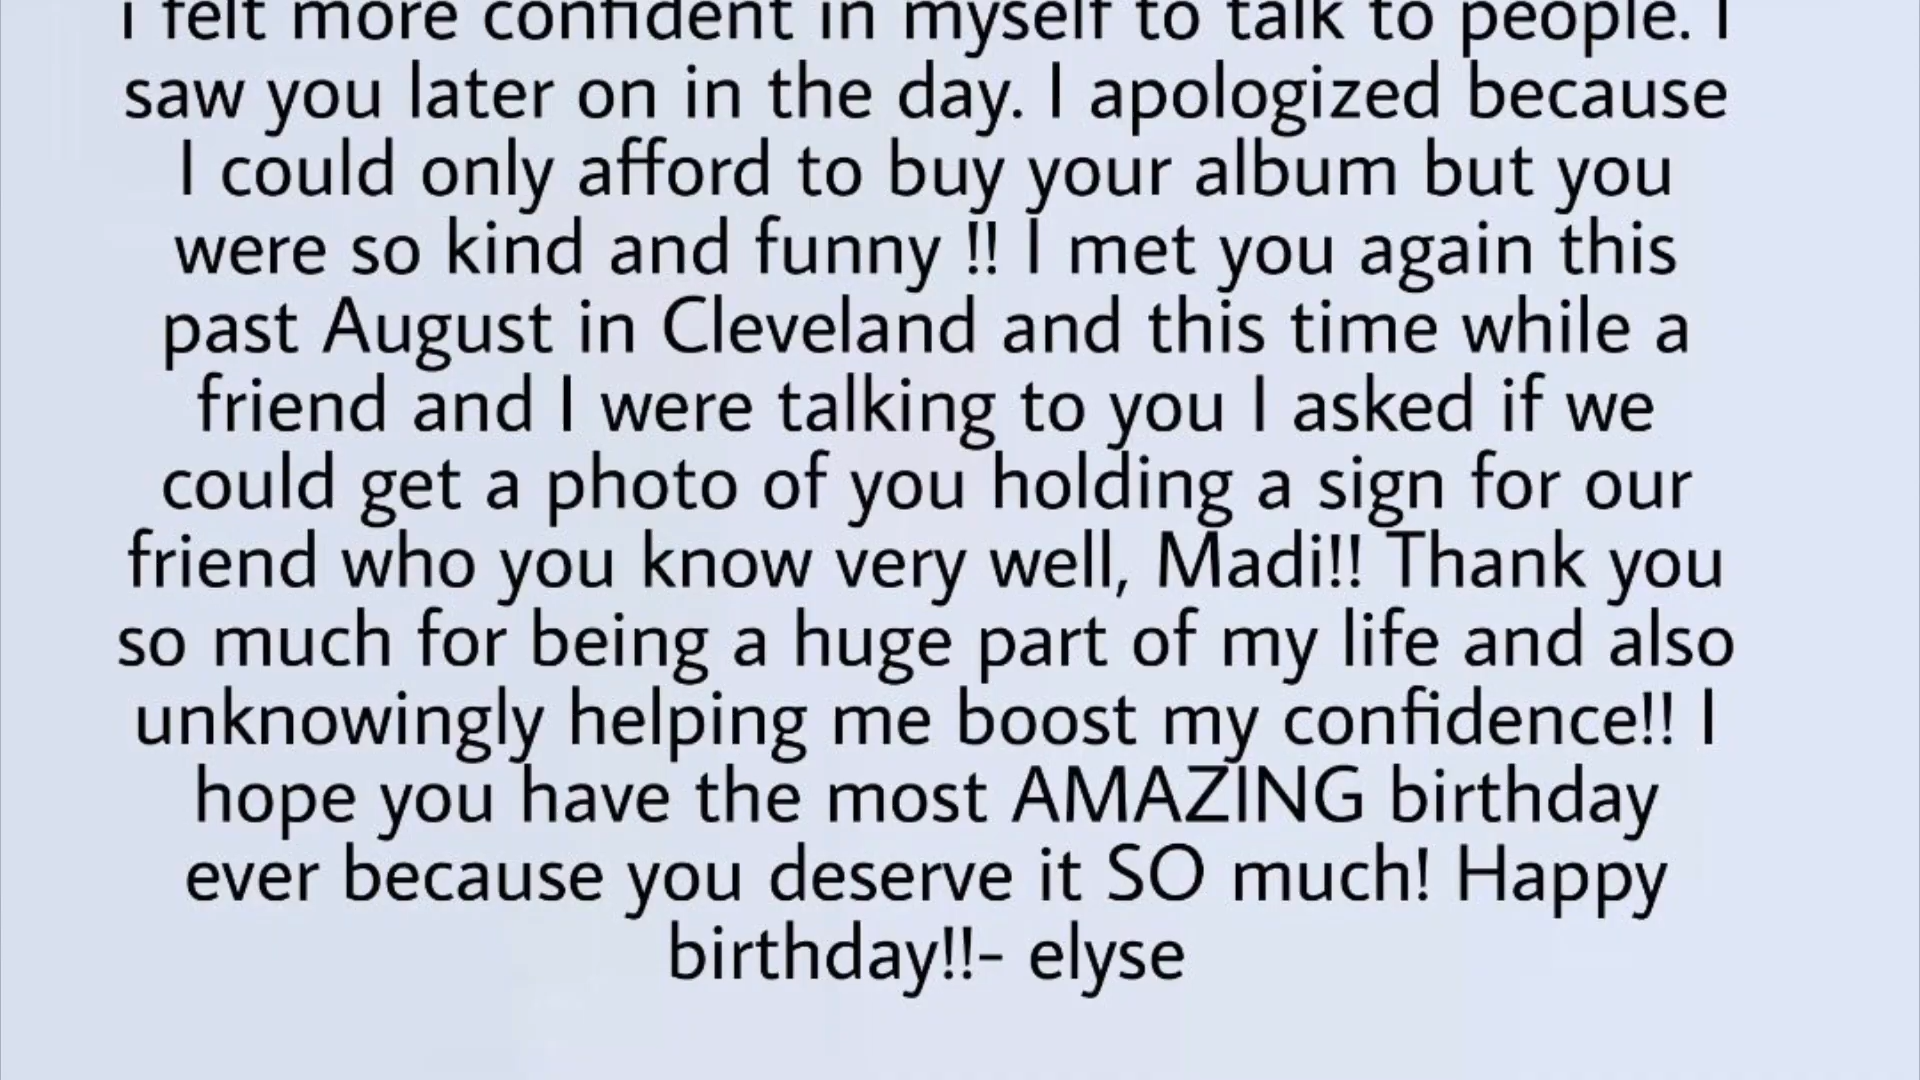 i felt more confident in myself to talk to people. I
saw you later on in the day. I apologized because
I could only afford to buy your album but you
were so kind and funny !! I met you again this
past August in Cleveland and this time while a
friend and I were talking to you I asked if we
could get a photo of you holding a sign for our
friend who you know very well, Madi!! Thank you
so much for being a huge part of my life and also
unknowingly helping me boost my confidence!! I
hope you have the most AMAZING birthday
ever because you deserve it SO much! Happy
birthday!!- elyse